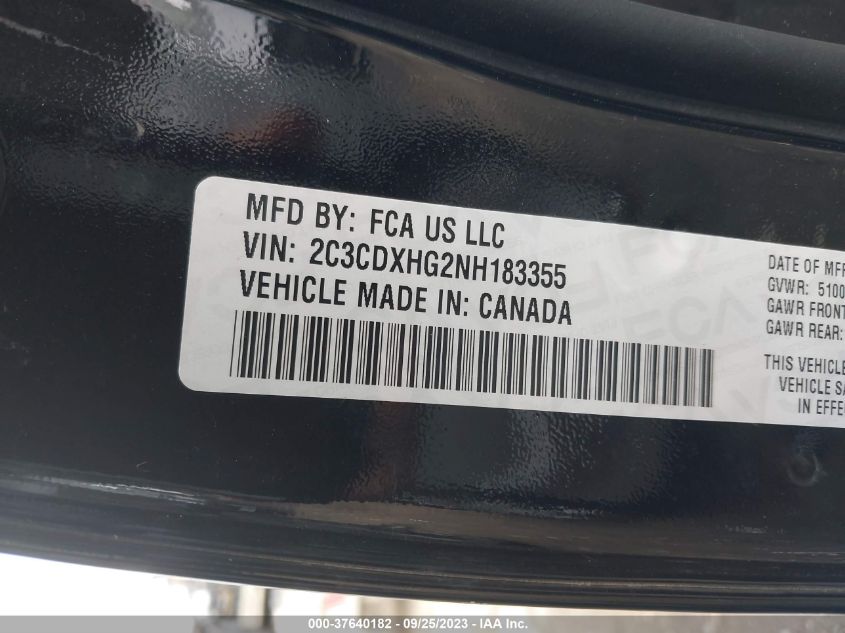 MFD BY: FCA US LLC
VIN: 2C3CDXHG2NH183355
VEHICLE MADE IN: CANADA
DATE OF MFR
GVWR: 5100
GAWR FRONT
GAWR REAR:
THIS VEHICLE
VEHICLE SA
IN EFFE
000-37640182 - 09/25/2023 - IAA Inc.